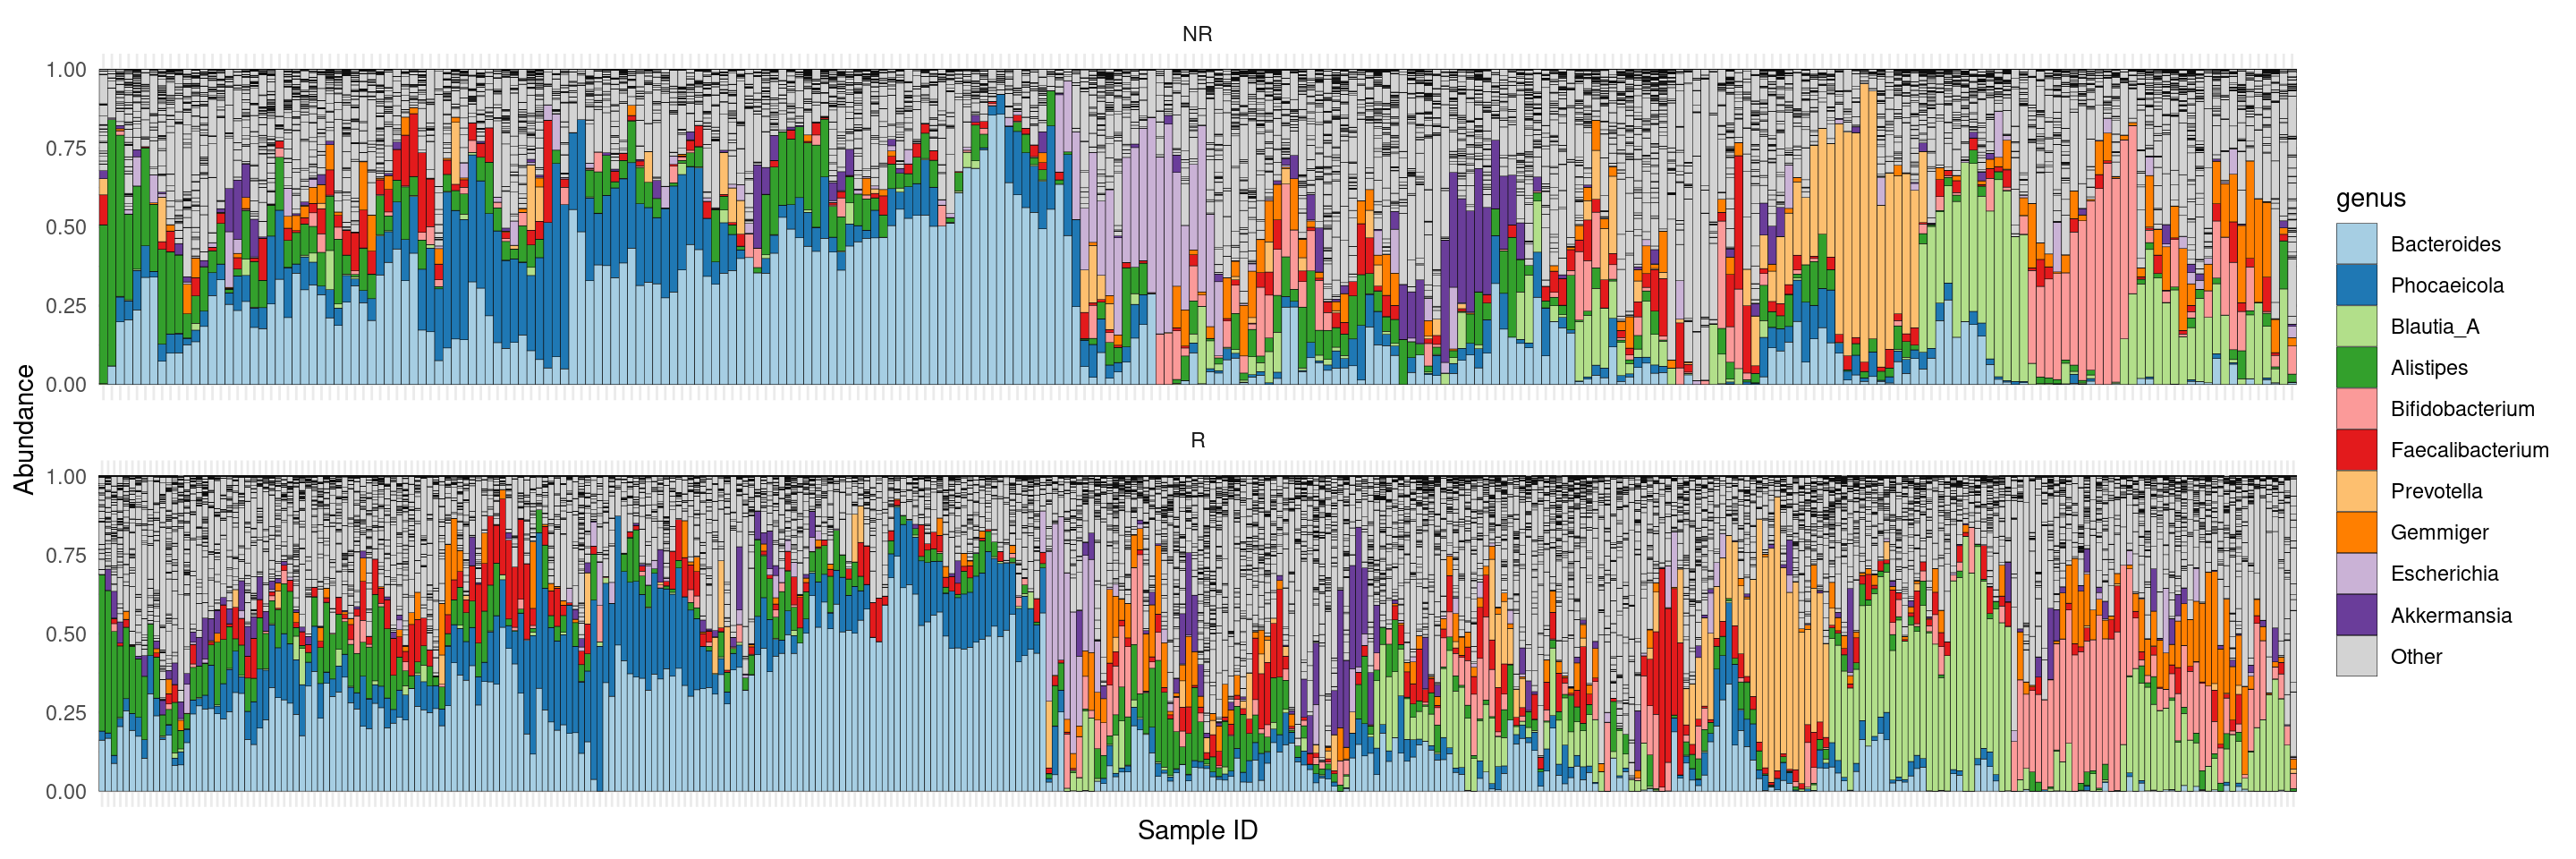 NR
1.00
0.75
0.50
0.25
0.00
R
1.00
0.75
0.50
0.25
0.00
Abundance
Sample ID
genus
Bacteroides
Phocaeicola
Blautia_A
Alistipes
Bifidobacterium
Faecalibacterium
Prevotella
Gemmiger
Escherichia
Akkermansia
Other